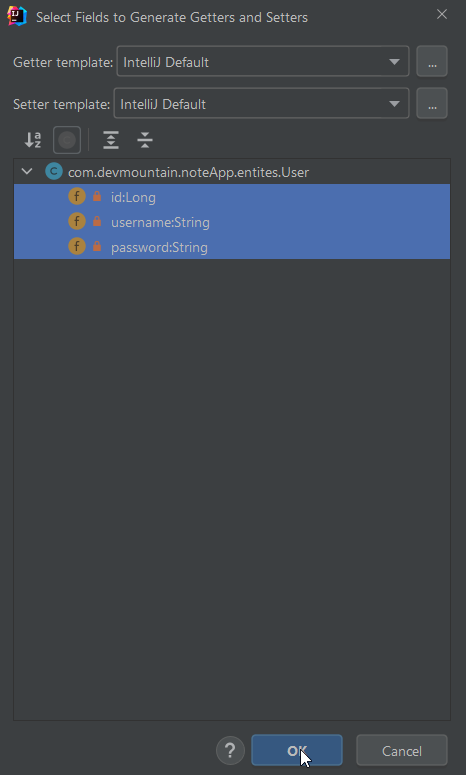 Select Fields to Generate Getters and Setters
Getter template: IntelliJ Default ...
Setter template: IntelliJ Default ...
com.devmountain.noteApp.entites.User
id:Long
username:String
password:String
? OK Cancel